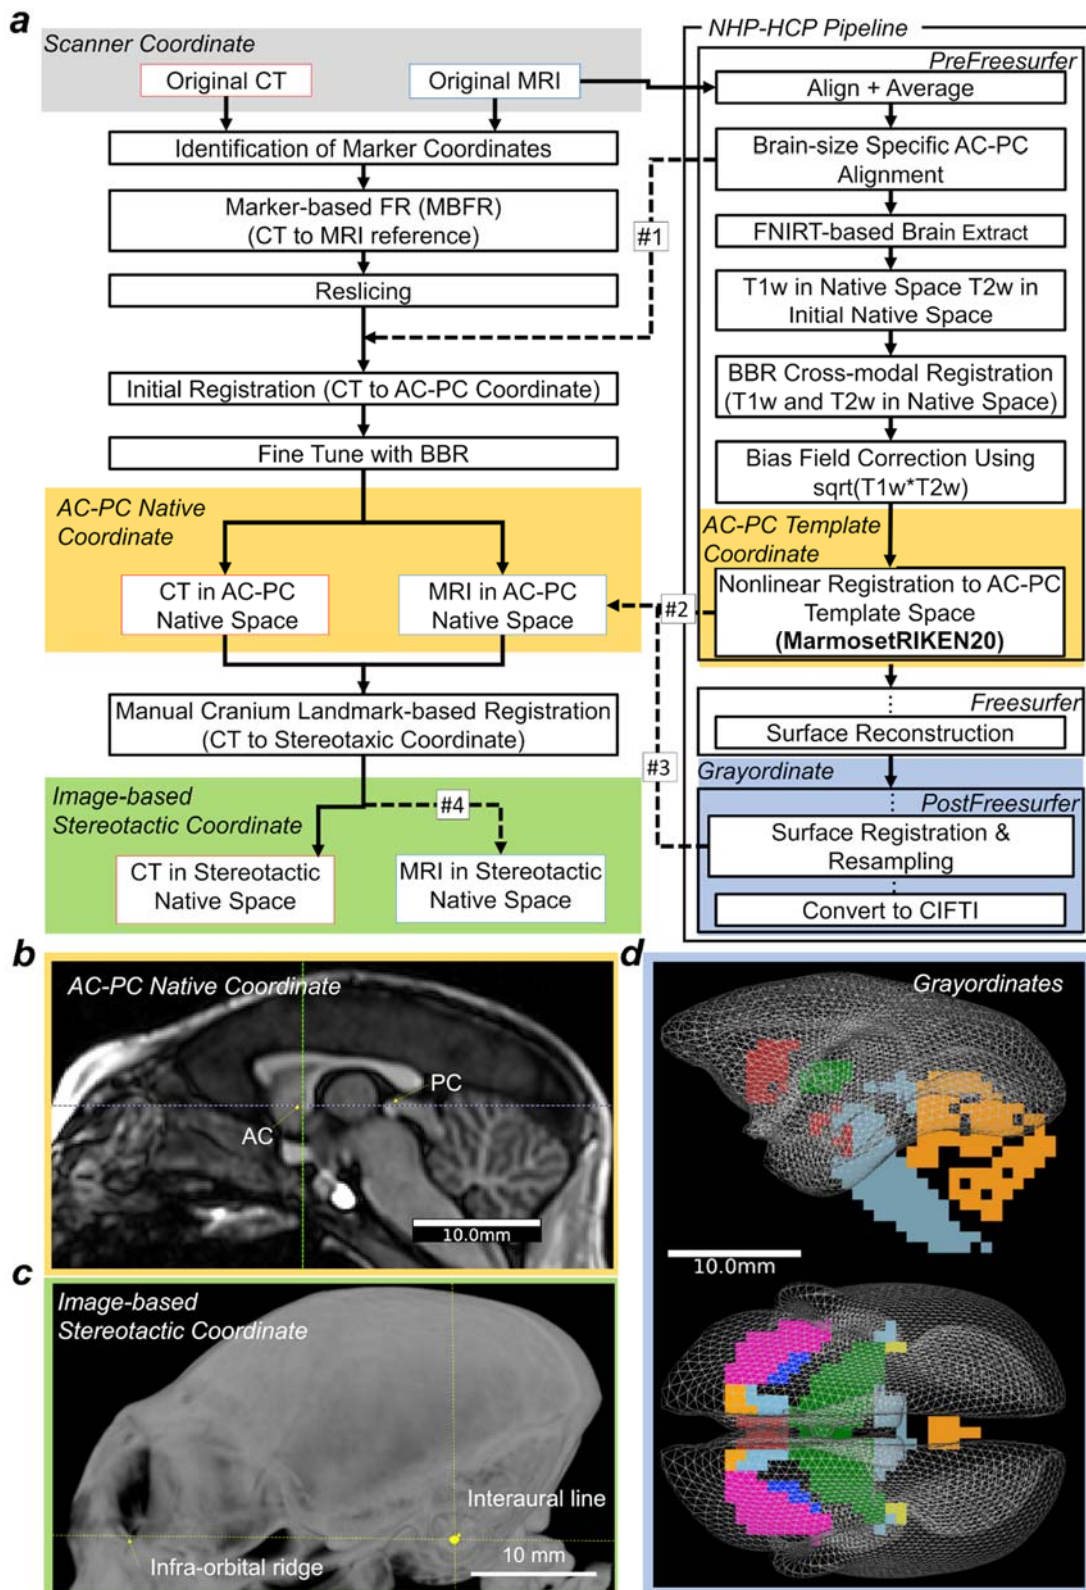 a
Scanner Coordinate
Original CT
Original MRI
Identification of Marker Coordinates
Marker-based FR (MBFR)
(CT to MRI reference)
Reslicing
#1
Initial Registration (CT to AC-PC Coordinate)
Fine Tune with BBR
AC-PC Native
Coordinate
CT in AC-PC
Native Space
MRI in AC-PC
Native Space
#2
Manual Cranium Landmark-based Registration
(CT to Stereotaxic Coordinate)
#3
Image-based
Stereotactic Coordinate
#4
CT in Stereotactic
Native Space
MRI in Stereotactic
Native Space
NHP-HCP Pipeline
PreFreesurfer
Align + Average
Brain-size Specific AC-PC
Alignment
FNIRT-based Brain Extract
T1w in Native Space T2w in
Initial Native Space
BBR Cross-modal Registration
(T1w and T2w in Native Space)
Bias Field Correction Using
sqrt(T1w*T2w)
AC-PC Template
Coordinate
Nonlinear Registration to AC-PC
Template Space
(MarmosetRIKEN20)
Freesurfer
Surface Reconstruction
Grayordinate
PostFreesurfer
Surface Registration &
Resampling
Convert to CIFTI
b
AC-PC Native Coordinate
PC
AC
10.0mm
c
Image-based
Stereotactic Coordinate
Interaural line
Infra-orbital ridge
10 mm
d
Grayordinates
10.0mm